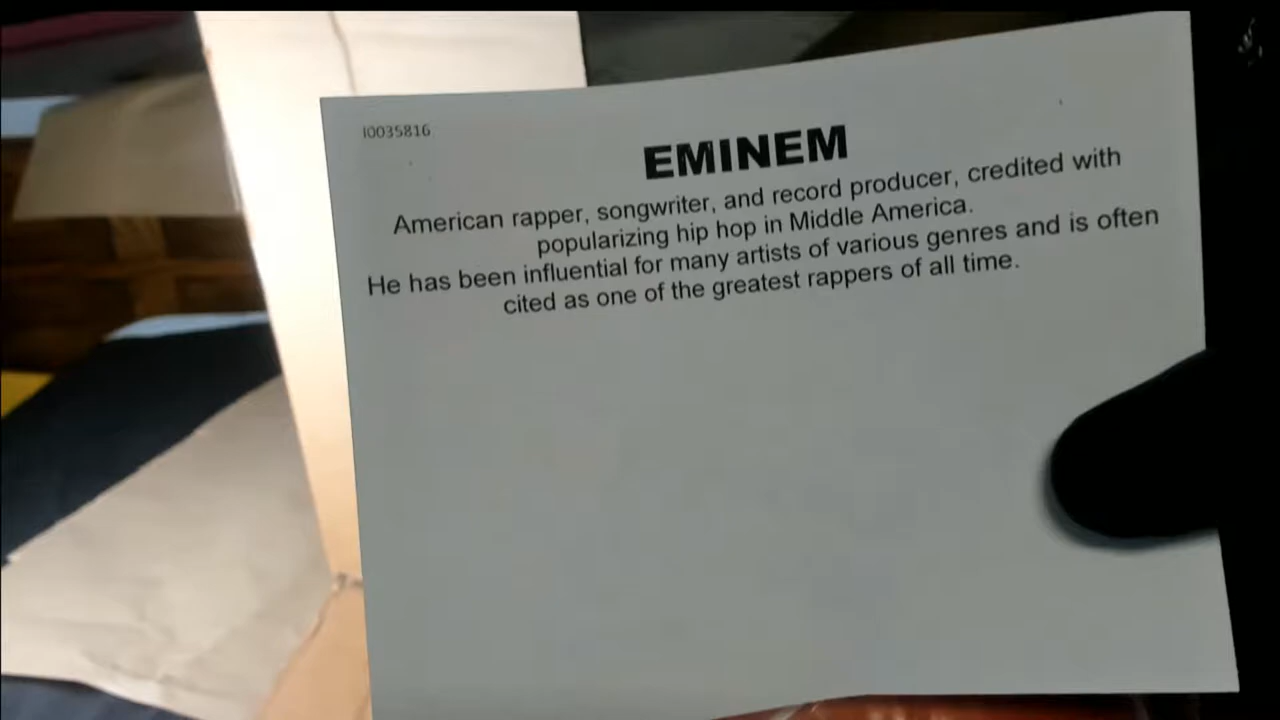 I0035816
EMINEM
American rapper, songwriter, and record producer, credited with
popularizing hip hop in Middle America.
He has been influential for many artists of various genres and is often
cited as one of the greatest rappers of all time.